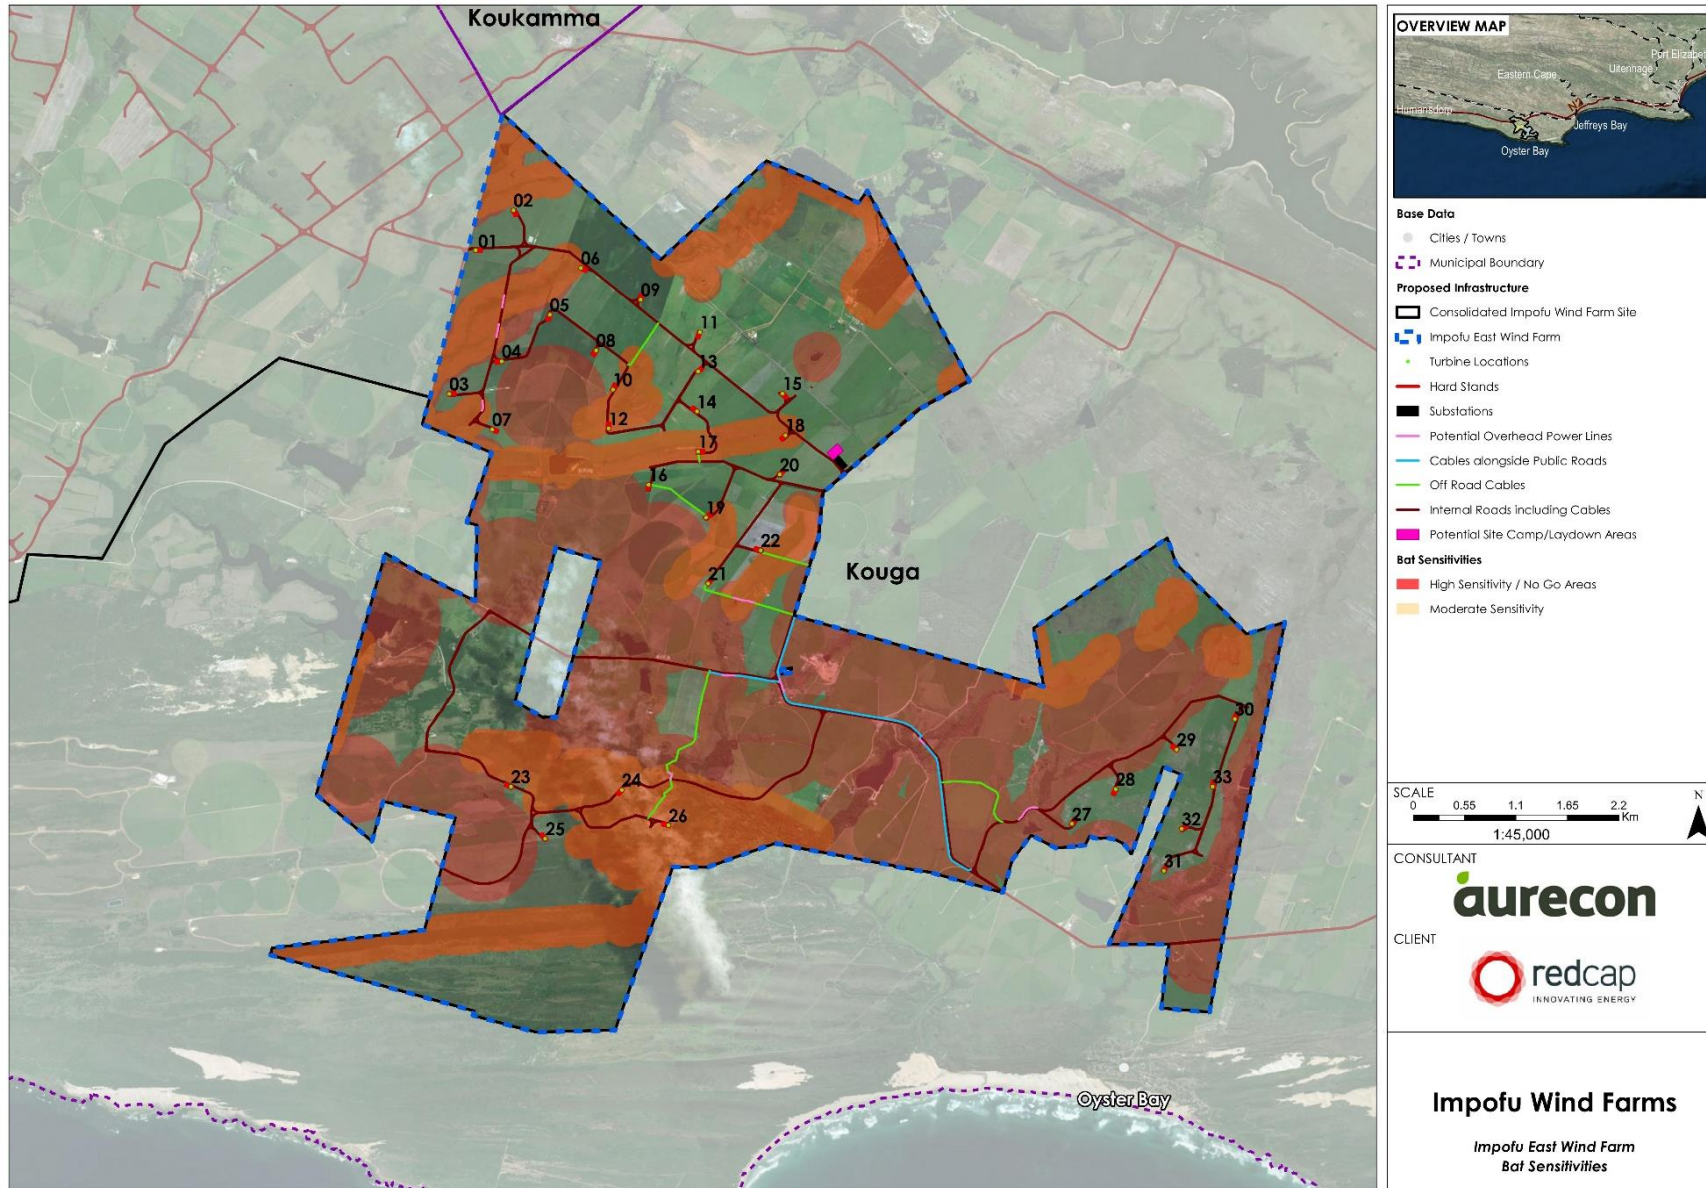 Koukamma
02
01
06
09
05
11
08
04
13
03
10
15
14
12
07
18
17
20
16
19
22
Kouga
21
30
29
23
24
28
33
27
32
26
25
31
Oyster Bay
OVERVIEW MAP
Port Elizabet
Uitennage
Eastern Cape
Humansdorp
N2
Jeffreys Bay
Oyster Bay
Base Data
Cities / Towns
Municipal Boundary
Proposed Infrastructure
Consolidated Impofu Wind Farm Site
Impofu East Wind Farm
Turbine Locations
Hard Stands
Substations
Potential Overhead Power Lines
Cables alongside Public Roads
Off Road Cables
Internal Roads including Cables
Potential Site Camp/Laydown Areas
Bat Sensitivities
High Sensitivity / No Go Areas
Moderate Sensitivity
SCALE
0 0.55 1.1 1.65 2.2
Km
1:45,000
N
CONSULTANT
aurecon
CLIENT
redcap
INNOVATING ENERGY
Impofu Wind Farms
Impofu East Wind Farm
Bat Sensitivities